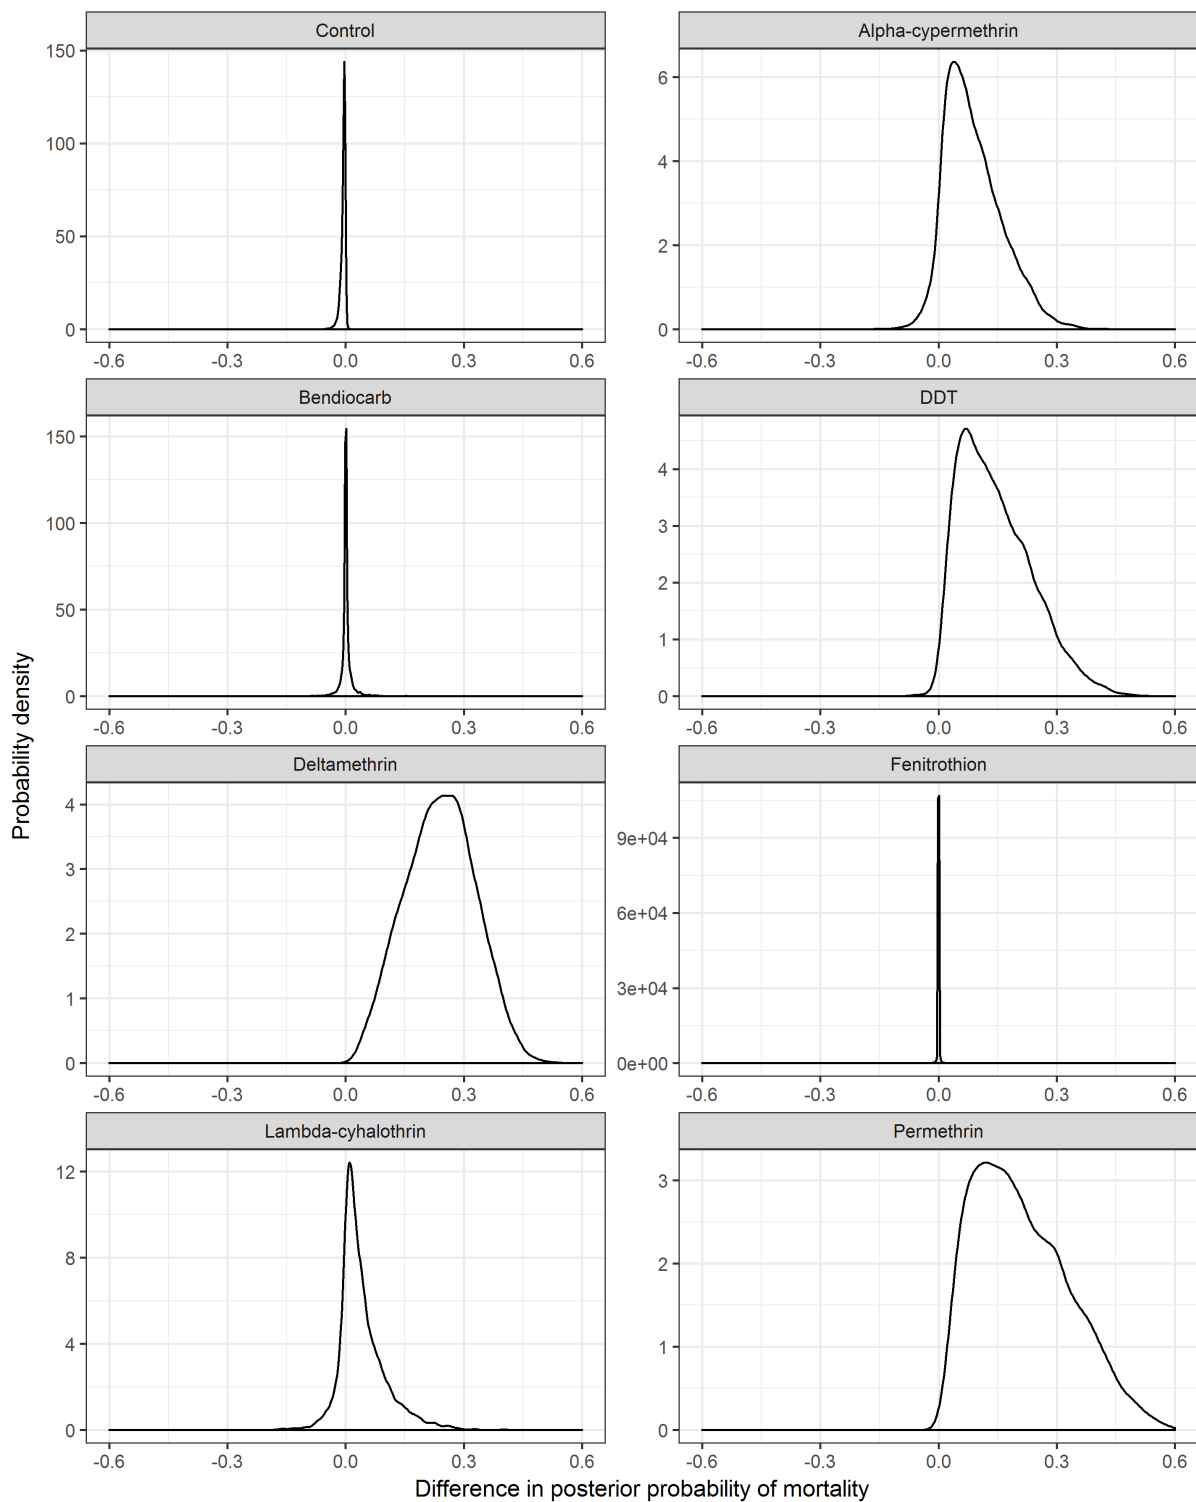 Control
Alpha-cypermethrin
150
100
50
0
-0.6 -0.3 0.0 0.3 0.6
6
4
2
0
-0.6 -0.3 0.0 0.3 0.6
Bendiocarb
DDT
150
100
50
0
-0.6 -0.3 0.0 0.3 0.6
4
3
2
1
0
-0.6 -0.3 0.0 0.3 0.6
Probability density
Deltamethrin
Fenitrothion
4
3
2
1
0
-0.6 -0.3 0.0 0.3 0.6
9e+04
6e+04
3e+04
0e+00
-0.6 -0.3 0.0 0.3 0.6
Lambda-cyhalothrin
Permethrin
12
8
4
0
-0.6 -0.3 0.0 0.3 0.6
3
2
1
0
-0.6 -0.3 0.0 0.3 0.6
Difference in posterior probability of mortality